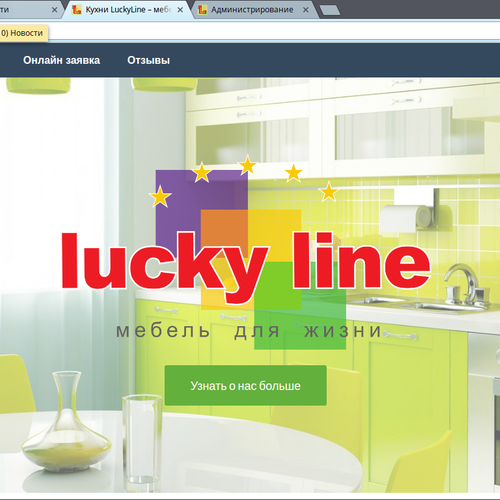 ти
Кухни LuckyLine – меб
Администрирование
0) Новости
Онлайн заявка Отзывы
lucky line
мебель для жизни
Узнать о нас больше